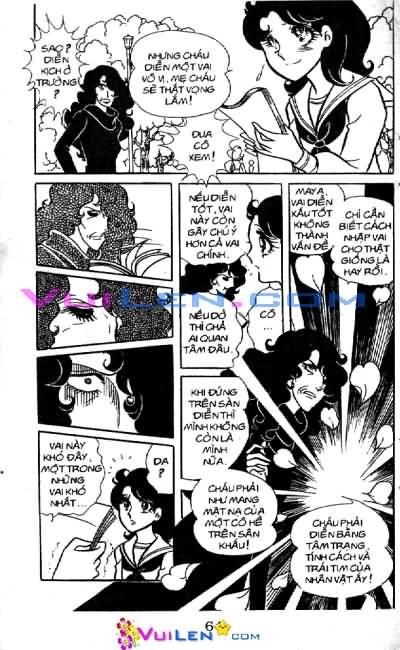 SAO?
DIỄN
KỊCH Ở
TRƯỜNG
?
NHƯNG CHÁU
DIỄN MỘT VAI
VÔ VỊ, MẸ CHÁU
SẼ THẤT VỌNG
LẮM!
ĐƯA
CÔ
XEM!
NẾU DIỄN
TỐT, VAI
NÀY CÒN
GÂY CHÚ Ý
HƠN CẢ VAI
CHÍNH.
MAYA,
VAI DIỄN
XẤU TỐT
KHÔNG
THÀNH
VẤN ĐỀ.
CHỈ CẦN
BIẾT CÁCH
NHẬP VAI
CHO THẬT
GIỐNG LÀ
HAY RỒI.
CÔ...
NẾU DỞ
THÌ CHẢ
AI QUAN
TÂM ĐÂU.
VuiLen.com
KHI ĐỨNG
TRÊN SÀN
DIỄN THÌ
MÌNH KHÔNG
CÒN LÀ
MÌNH
NỮA.
VAI NÀY
KHÓ ĐẤY,
MỘT TRONG
NHỮNG
VAI KHÓ
NHẤT...
DẠ
?
CHÁU PHẢI
NHƯ MANG
MẶT NẠ CỦA
MỘT CÔ HỀ
TRÊN SÂN
KHẤU!
CHÁU PHẢI
DIỄN BẰNG
TÂM TRẠNG,
TÍNH CÁCH VÀ
TRÁI TIM CỦA
NHÂN VẬT ẤY!
6
VuiLen.com